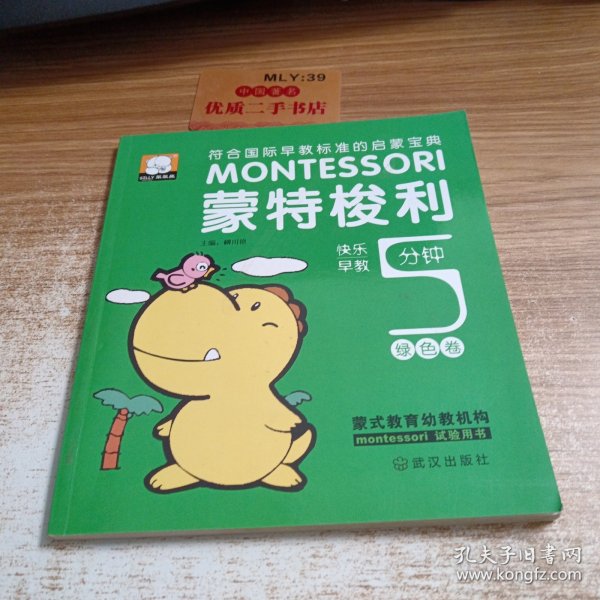 MLY:39
中国著名
优质二手书店
符合国际早教标准的启蒙宝典
MONTESSORI
蒙特梭利
快乐
早教
5
分钟
绿色卷
蒙式教育幼教机构
montessori 试验用书
武汉出版社
孔夫子旧书网
www.kongfz.com